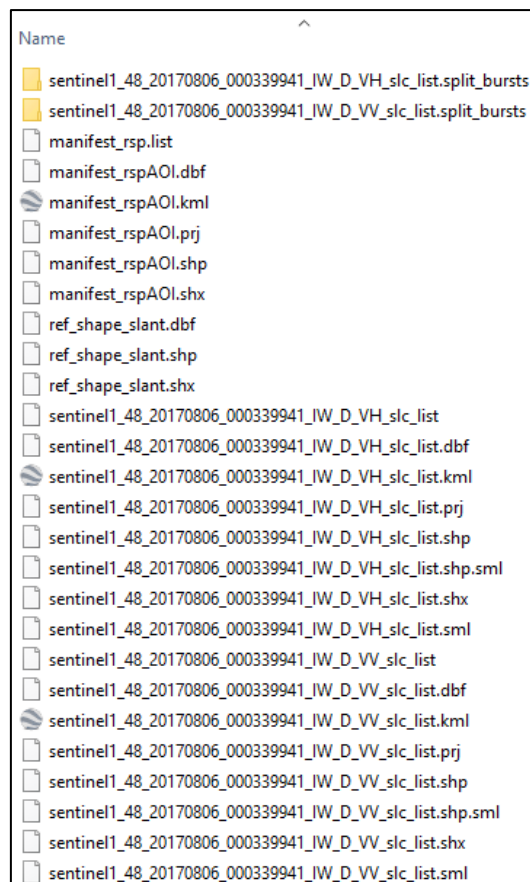 Name
sentinel1_48_20170806_000339941_IW_D_VH_slc_list.split_bursts
sentinel1_48_20170806_000339941_IW_D_VV_slc_list.split_bursts
manifest_rsp.list
manifest_rspAOI.dbf
manifest_rspAOI.kml
manifest_rspAOI.prj
manifest_rspAOI.shp
manifest_rspAOI.shx
ref_shape_slant.dbf
ref_shape_slant.shp
ref_shape_slant.shx
sentinel1_48_20170806_000339941_IW_D_VH_slc_list
sentinel1_48_20170806_000339941_IW_D_VH_slc_list.dbf
sentinel1_48_20170806_000339941_IW_D_VH_slc_list.kml
sentinel1_48_20170806_000339941_IW_D_VH_slc_list.prj
sentinel1_48_20170806_000339941_IW_D_VH_slc_list.shp
sentinel1_48_20170806_000339941_IW_D_VH_slc_list.shp.sml
sentinel1_48_20170806_000339941_IW_D_VH_slc_list.shx
sentinel1_48_20170806_000339941_IW_D_VH_slc_list.sml
sentinel1_48_20170806_000339941_IW_D_VV_slc_list
sentinel1_48_20170806_000339941_IW_D_VV_slc_list.dbf
sentinel1_48_20170806_000339941_IW_D_VV_slc_list.kml
sentinel1_48_20170806_000339941_IW_D_VV_slc_list.prj
sentinel1_48_20170806_000339941_IW_D_VV_slc_list.shp
sentinel1_48_20170806_000339941_IW_D_VV_slc_list.shp.sml
sentinel1_48_20170806_000339941_IW_D_VV_slc_list.shx
sentinel1_48_20170806_000339941_IW_D_VV_slc_list.sml